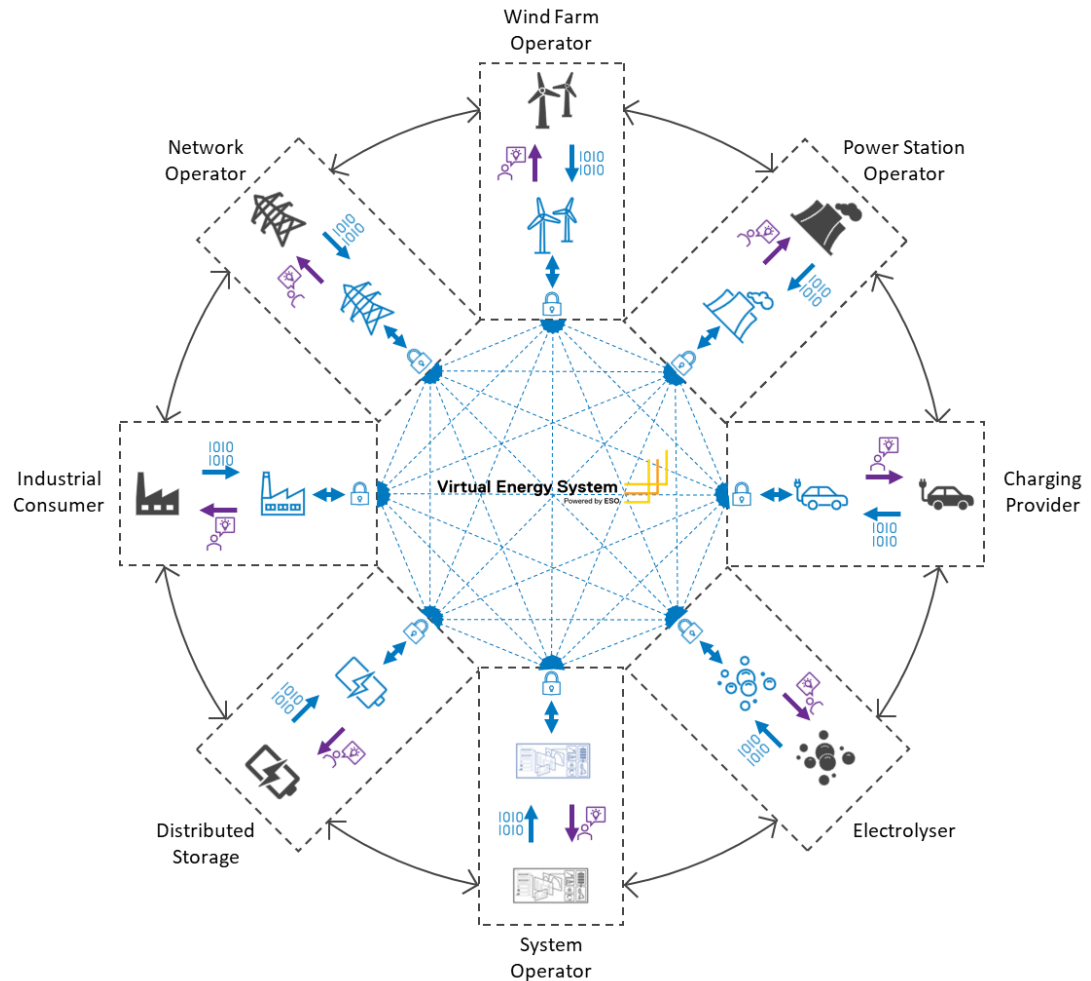 Wind Farm
Operator
Network
Operator
Power Station
Operator
1010
1010
1010
1010
1010
1010
Industrial
Consumer
1010
1010
Virtual Energy System
Powered by ESO
Charging
Provider
1010
1010
1010
1010
1010
1010
1010
1010
Distributed
Storage
Electrolyser
System
Operator